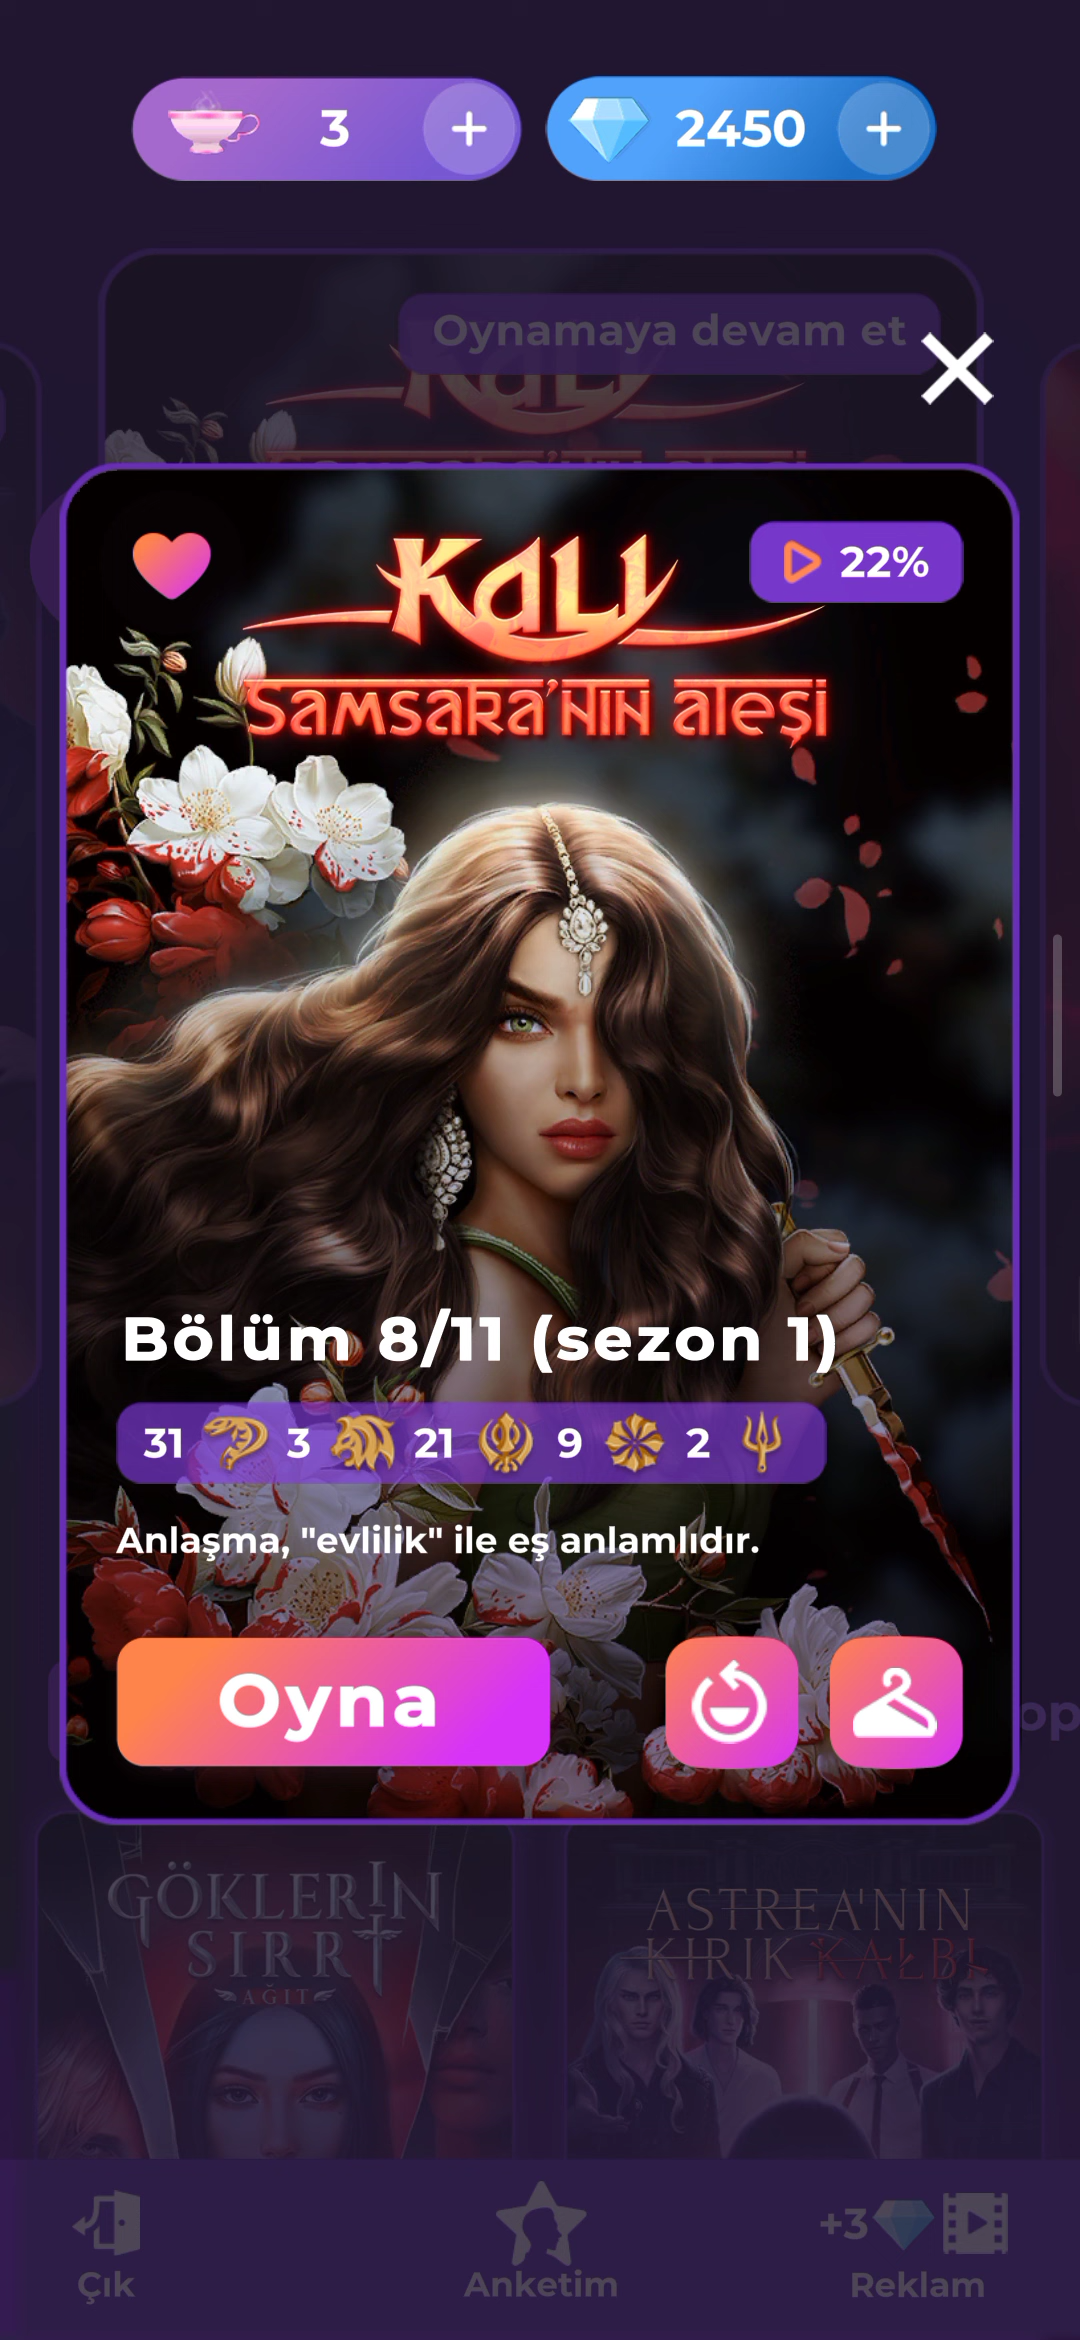 3
2450
Oynamaya devam et
22%
Kali
Samsara'nın ateşi
Bölüm 8/11 (sezon 1)
31 3 21 9 2
Anlaşma, "evlilik" ile eş anlamlıdır.
Oyna
GÖKLERİN
SIRRI
AĞIT
ASTREA'NIN
KIRIK KALBİ
Çık
Anketim
+3
Reklam